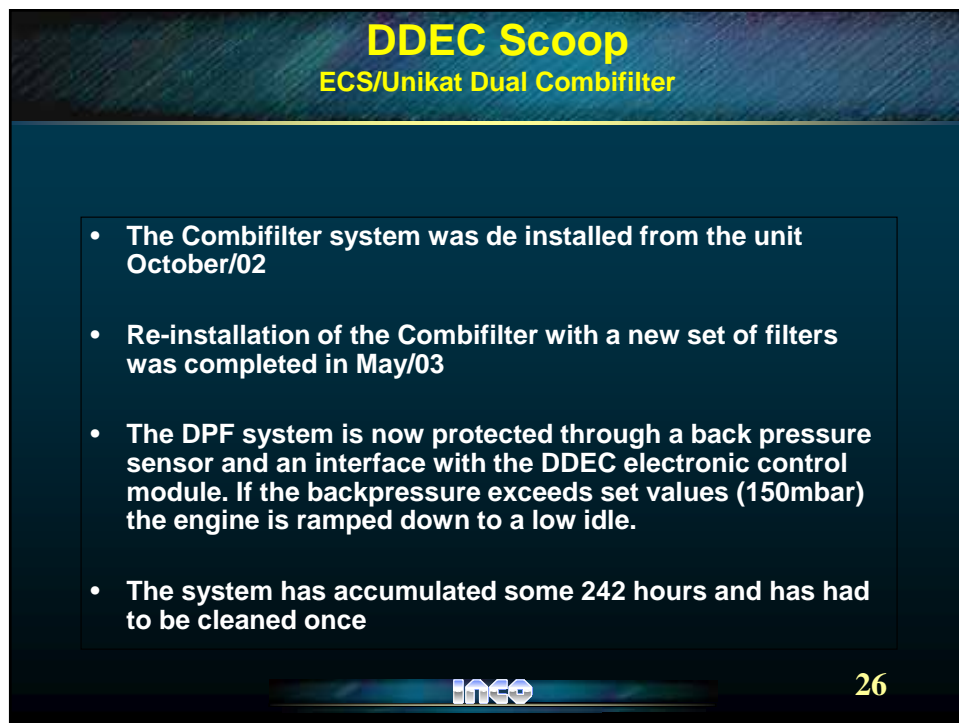 DDEC Scoop
ECS/Unikat Dual Combifilter
• The Combifilter system was de installed from the unit
October/02
• Re-installation of the Combifilter with a new set of filters
was completed in May/03
• The DPF system is now protected through a back pressure
sensor and an interface with the DDEC electronic control
module. If the backpressure exceeds set values (150mbar)
the engine is ramped down to a low idle.
• The system has accumulated some 242 hours and has had
to be cleaned once
INCO
26